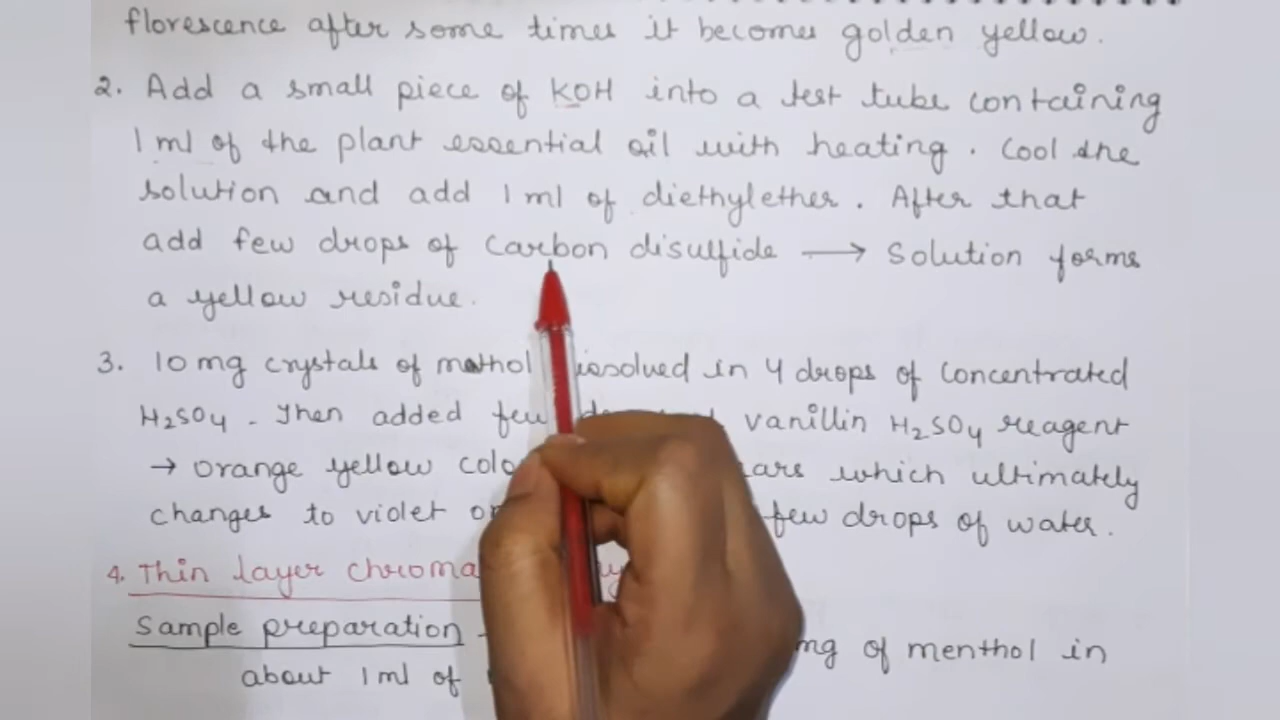 florescence after some times it becomes golden yellow.
2. Add a small piece of KOH into a test tube containing
1 ml of the plant essential oil with heating. Cool the
solution and add 1 ml of diethylether. After that
add few drops of carbon disulfide → Solution forms
a yellow residue.
3. 10 mg crystals of in 4 drops of concentrated
H2SO4. Then added few vanillin H2SO4 reagent
→ orange yellow which ultimately
changes to violet few drops of water.
4. Thin layer
Sample preparation - mg of menthol in
about 1 ml of